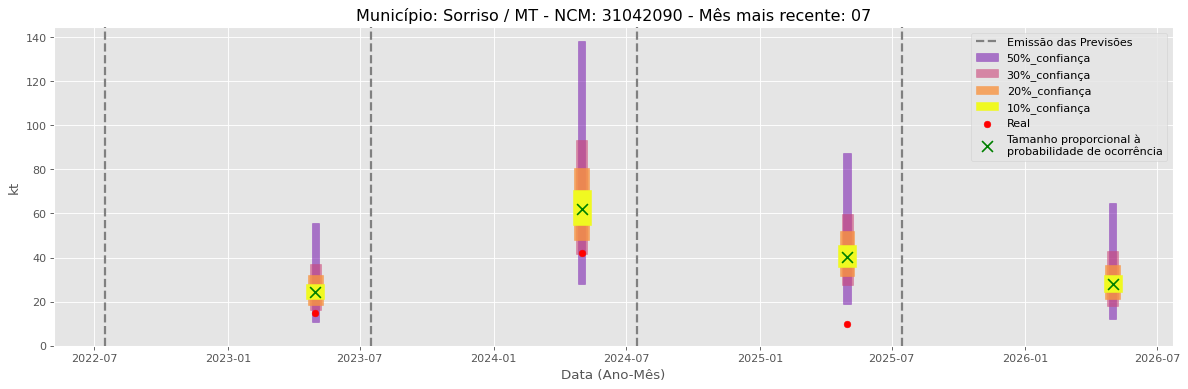 Município: Sorriso / MT - NCM: 31042090 - Mês mais recente: 07
140
120
100
80
60
40
20
0
kt
Emissão das Previsões
50%_confiança
30%_confiança
20%_confiança
10%_confiança
Real
Tamanho proporcional à
probabilidade de ocorrência
2022-07 2023-01 2023-07 2024-01 2024-07 2025-01 2025-07 2026-01 2026-07
Data (Ano-Mês)